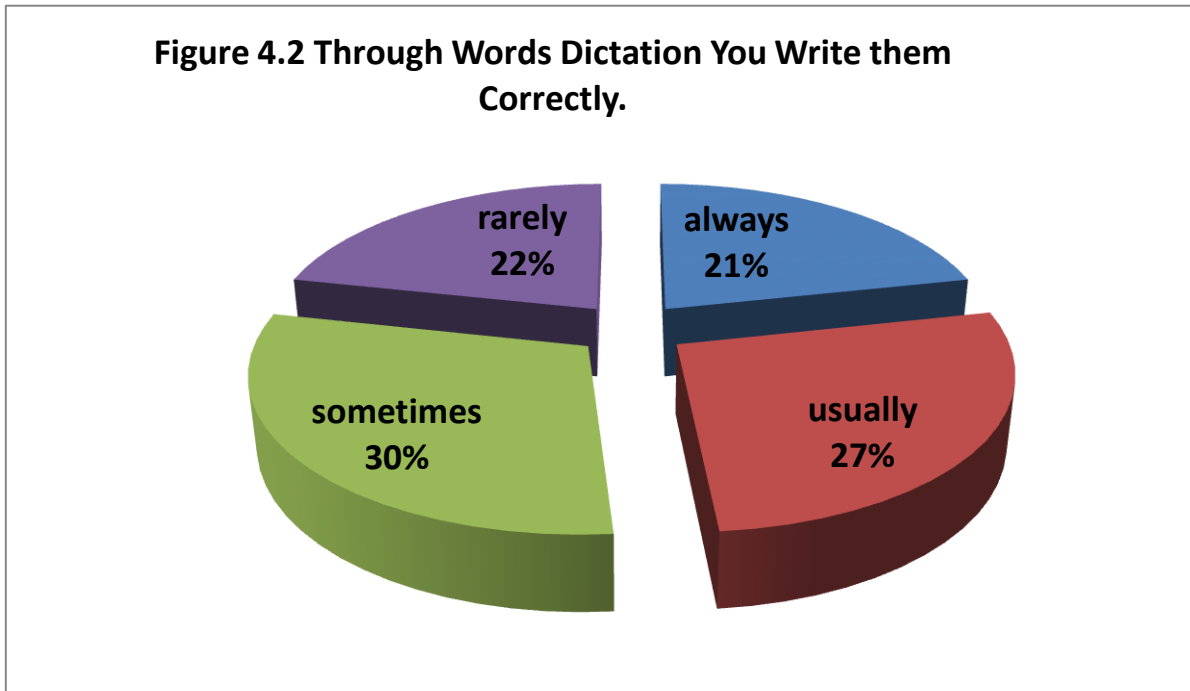 Figure 4.2 Through Words Dictation You Write them
Correctly.
rarely
22%
always
21%
sometimes
30%
usually
27%